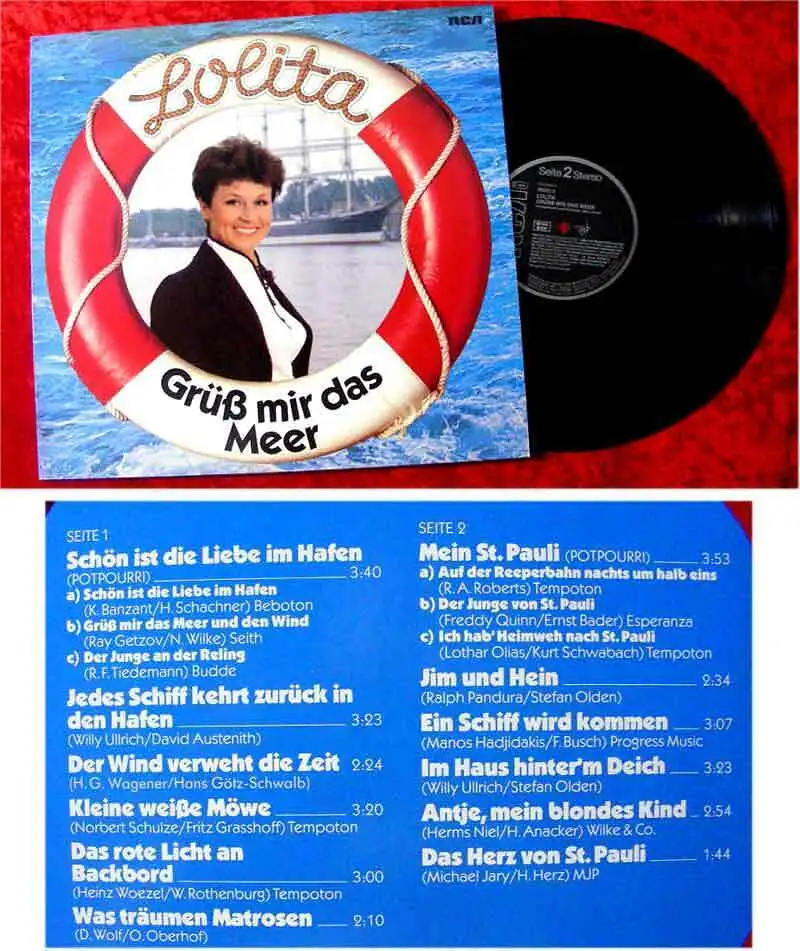 RCA
Lolita
Grüß mir das
Meer
Seite 2 Stereo
LOLITA
GRÜSS MIR DAS MEER
SEITE 1
Schön ist die Liebe im Hafen
(POTPOURRI) 3:40
a) Schön ist die Liebe im Hafen
(K. Banzant/H. Schachner) Beboton
b) Grüß mir das Meer und den Wind
(Ray Getzov/N. Wilke) Seith
c) Der Junge an der Reling
(R. F. Tiedemann) Budde
Jedes Schiff kehrt zurück in
den Hafen 3:23
(Willy Ullrich/David Austenith)
Der Wind verweht die Zeit 2:24
(H. G. Wagener/Hans Götz-Schwalb)
Kleine weiße Möwe 3:20
(Norbert Schulze/Fritz Grasshoff) Tempoton
Das rote Licht an
Backbord 3:00
(Heinz Woezel/W. Rothenburg) Tempoton
Was träumen Matrosen 2:10
(D. Wolf/O. Oberhof)
SEITE 2
Mein St. Pauli (POTPOURRI) 3:53
a) Auf der Reeperbahn nachts um halb eins
(R. A. Roberts) Tempoton
b) Der Junge von St. Pauli
(Freddy Quinn/Ernst Bader) Esperanza
c) Ich hab' Heimweh nach St. Pauli
(Lothar Olias/Kurt Schwabach) Tempoton
Jim und Hein 2:34
(Ralph Pandura/Stefan Olden)
Ein Schiff wird kommen 3:07
(Manos Hadjidakis/F. Busch) Progress Music
Im Haus hinter'm Deich 3:23
(Willy Ullrich/Stefan Olden)
Antje, mein blondes Kind 2:54
(Herms Niel/H. Anacker) Wilke & Co.
Das Herz von St. Pauli 1:44
(Michael Jary/H. Herz) MJP